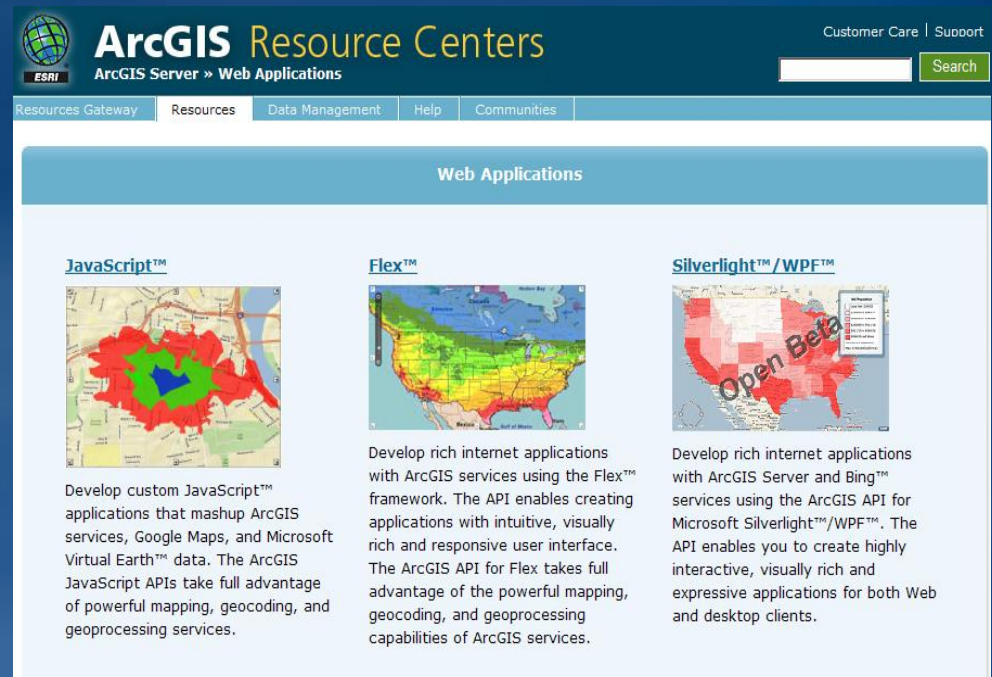 ESRI
ArcGIS Resource Centers
ArcGIS Server » Web Applications
Customer Care | Support
Search
Resources Gateway
Resources
Data Management
Help
Communities
Web Applications
JavaScript™
Develop custom JavaScript™
applications that mashup ArcGIS
services, Google Maps, and Microsoft
Virtual Earth™ data. The ArcGIS
JavaScript APIs take full advantage
of powerful mapping, geocoding, and
geoprocessing services.
Flex™
Mexico
Gulf of Mexico
Develop rich internet applications
with ArcGIS services using the Flex™
framework. The API enables creating
applications with intuitive, visually
rich and responsive user interface.
The ArcGIS API for Flex takes full
advantage of the powerful mapping,
geocoding, and geoprocessing
capabilities of ArcGIS services.
Silverlight™/WPF™
Open Beta
Develop rich internet applications
with ArcGIS Server and Bing™
services using the ArcGIS API for
Microsoft Silverlight™/WPF™. The
API enables you to create highly
interactive, visually rich and
expressive applications for both Web
and desktop clients.